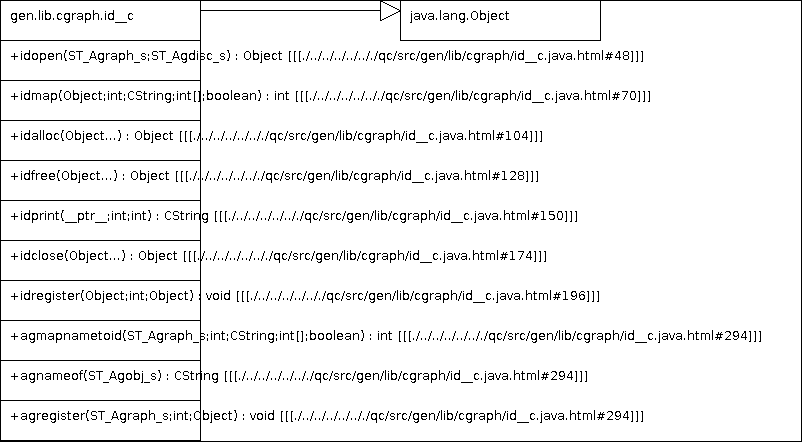 gen.lib.cgraph.id__c
java.lang.Object
+idopen(ST_Agraph_s;ST_Agdisc_s) : Object [[[./../../../../../qc/src/gen/lib/cgraph/id__c.java.html#48]]]
+idmap(Object;int;CString;int[];boolean) : int [[[./../../../../../qc/src/gen/lib/cgraph/id__c.java.html#70]]]
+idalloc(Object...) : Object [[[./../../../../../qc/src/gen/lib/cgraph/id__c.java.html#104]]]
+idfree(Object...) : Object [[[./../../../../../qc/src/gen/lib/cgraph/id__c.java.html#128]]]
+idprint(__ptr__;int;int) : CString [[[./../../../../../qc/src/gen/lib/cgraph/id__c.java.html#150]]]
+idclose(Object...) : Object [[[./../../../../../qc/src/gen/lib/cgraph/id__c.java.html#174]]]
+idregister(Object;int;Object) : void [[[./../../../../../qc/src/gen/lib/cgraph/id__c.java.html#196]]]
+agmapnametoid(ST_Agraph_s;int;CString;int[];boolean) : int [[[./../../../../../qc/src/gen/lib/cgraph/id__c.java.html#294]]]
+agnameof(ST_Agobj_s) : CString [[[./../../../../../qc/src/gen/lib/cgraph/id__c.java.html#294]]]
+agregister(ST_Agraph_s;int;Object) : void [[[./../../../../../qc/src/gen/lib/cgraph/id__c.java.html#294]]]